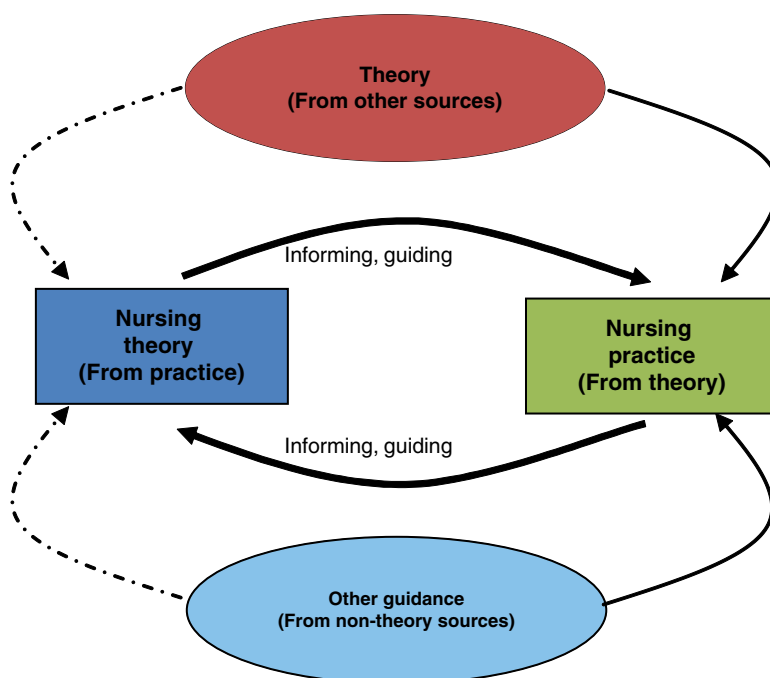 Theory
(From other sources)
Informing, guiding
Nursing
theory
(From practice)
Nursing
practice
(From theory)
Informing, guiding
Other guidance
(From non-theory sources)